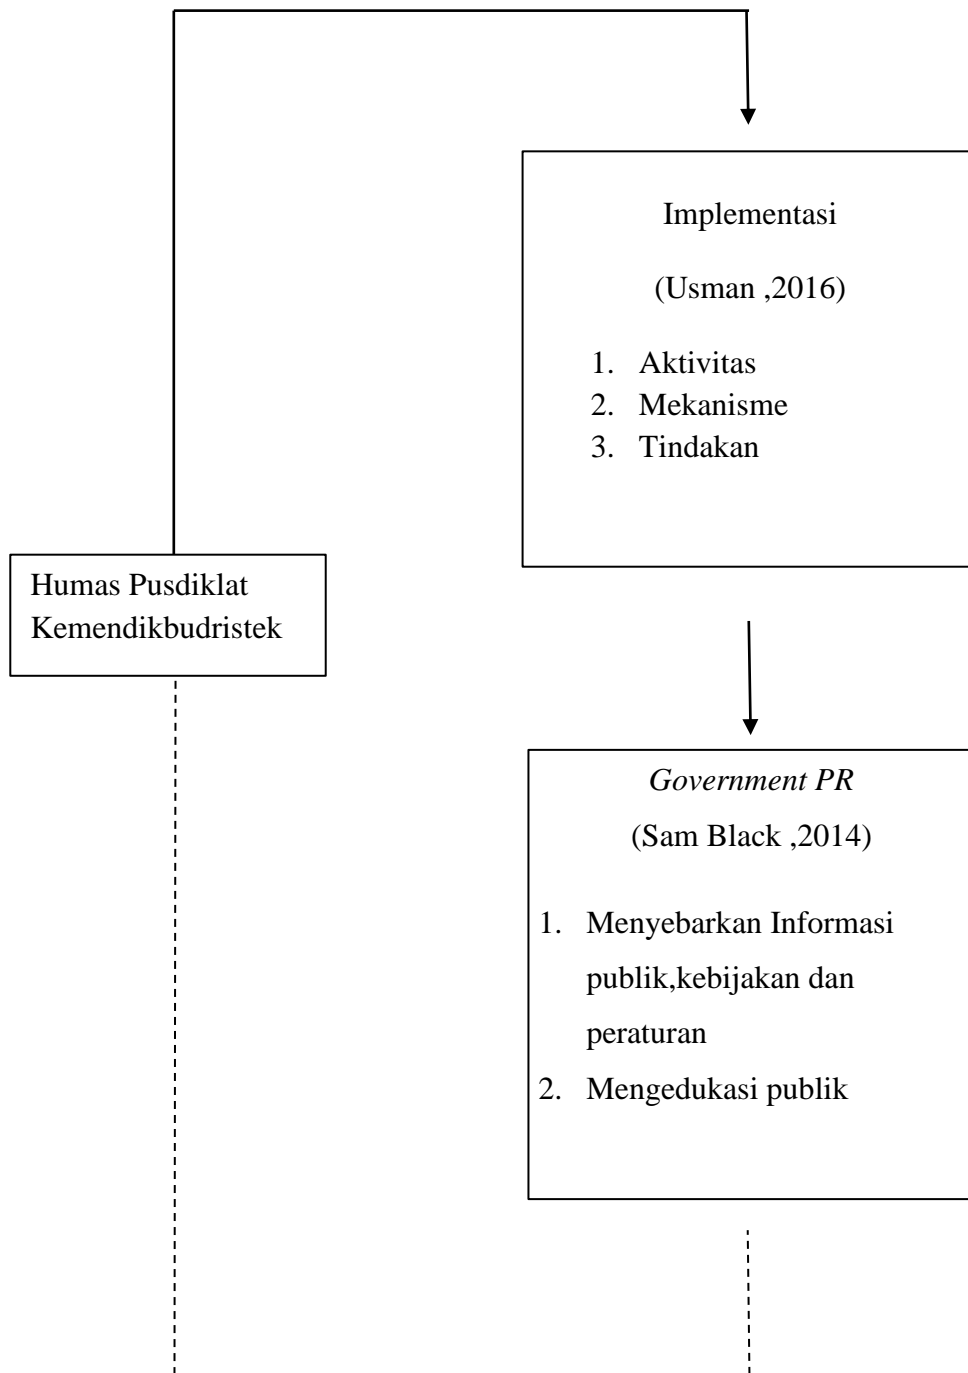 Implementasi
(Usman ,2016)
1. Aktivitas
2. Mekanisme
3. Tindakan
Humas Pusdiklat
Kemendikbudristek
Government PR
(Sam Black ,2014)
1. Menyebarkan Informasi
publik,kebijakan dan
peraturan
2. Mengedukasi publik